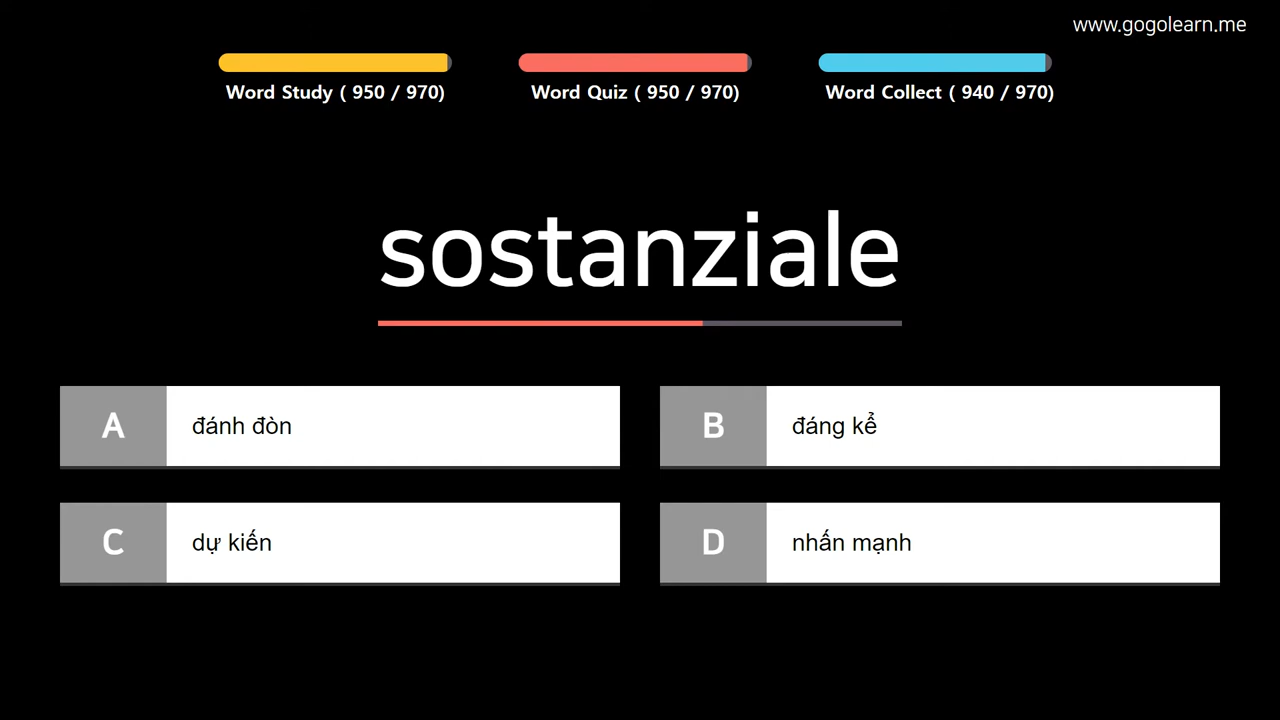 www.gogolearn.me
Word Study ( 950 / 970)
Word Quiz ( 950 / 970)
Word Collect ( 940 / 970)
sostanziale
A đánh đòn
B đáng kể
C dự kiến
D nhấn mạnh